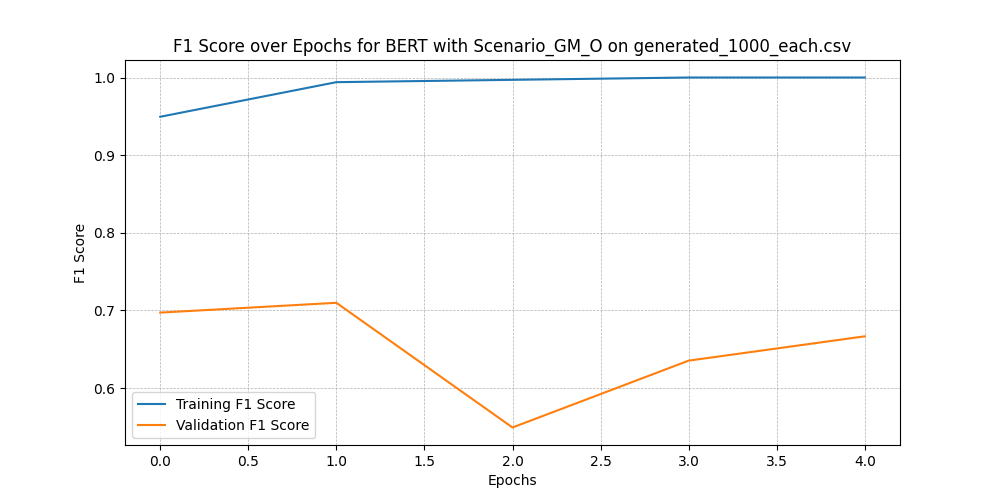 F1 Score over Epochs for BERT with Scenario_GM_O on generated_1000_each.csv
1.0
0.9
0.8
0.7
0.6
F1 Score
Training F1 Score
Validation F1 Score
0.0 0.5 1.0 1.5 2.0 2.5 3.0 3.5 4.0
Epochs